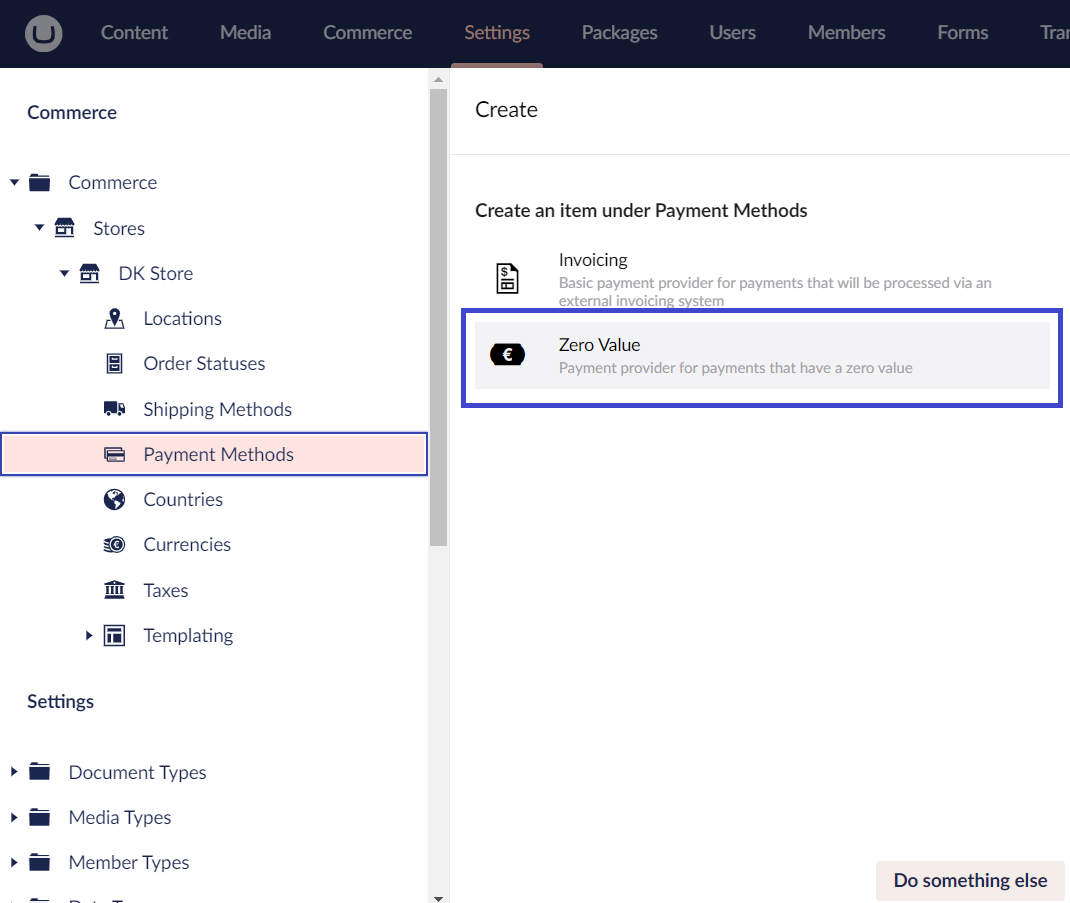 Content Media Commerce Settings Packages Users Members Forms
Commerce
Commerce
Stores
DK Store
Locations
Order Statuses
Shipping Methods
Payment Methods
Countries
Currencies
Taxes
Templating
Settings
Document Types
Media Types
Member Types
Create
Create an item under Payment Methods
Invoicing
Basic payment provider for payments that will be processed via an
external invoicing system
Zero Value
Payment provider for payments that have a zero value
Do something else